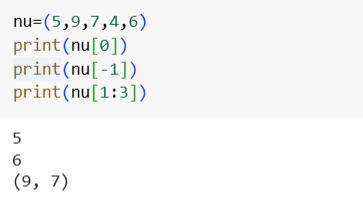 nu=(5,9,7,4,6)
print(nu[0])
print(nu[-1])
print(nu[1:3])
5
6
(9, 7)